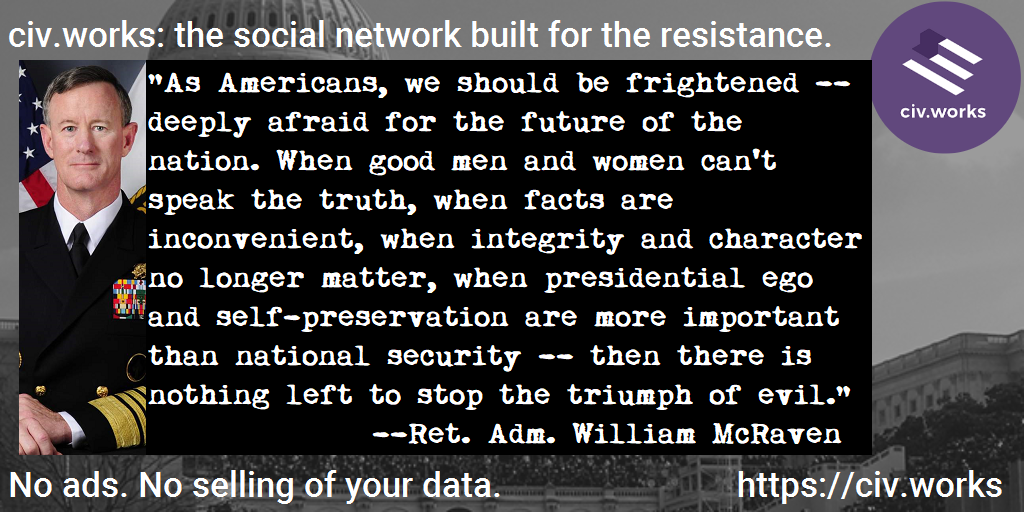 civ.works: the social network built for the resistance.
civ.works
"As Americans, we should be frightened --
deeply afraid for the future of the
nation. When good men and women can't
speak the truth, when facts are
inconvenient, when integrity and character
no longer matter, when presidential ego
and self-preservation are more important
than national security -- then there is
nothing left to stop the triumph of evil."
--Ret. Adm. William McRaven
No ads. No selling of your data.
https://civ.works